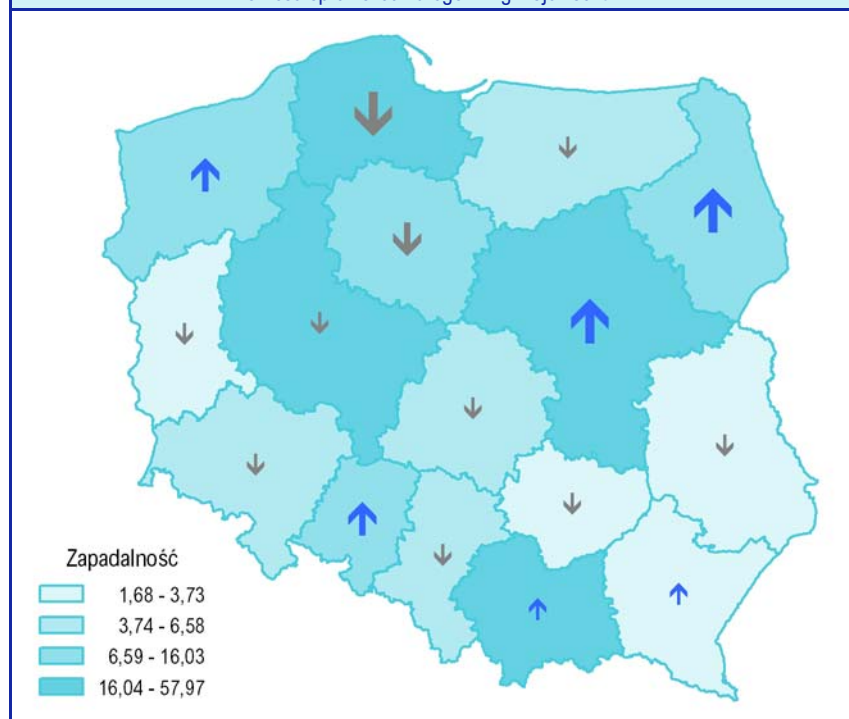 Zapadalność
1,68 - 3,73
3,74 - 6,58
6,59 - 16,03
16,04 - 57,97